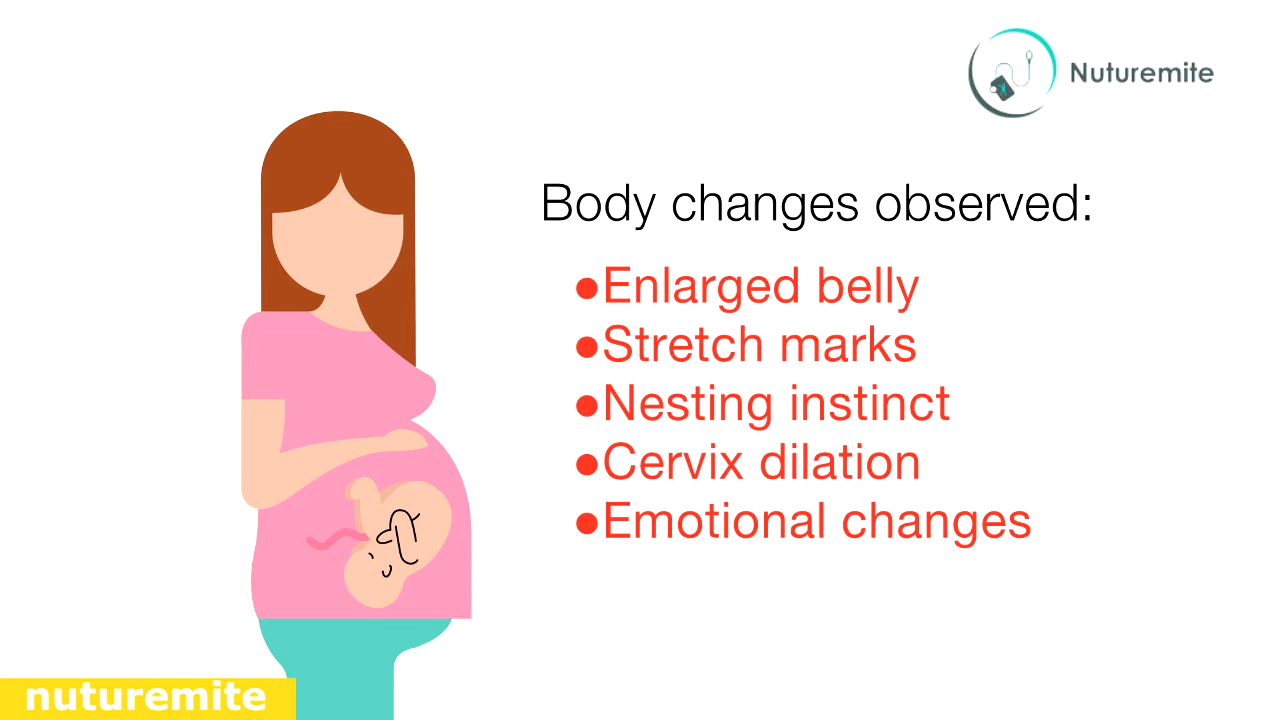 Nuturemite
Body changes observed:
●Enlarged belly
●Stretch marks
●Nesting instinct
●Cervix dilation
●Emotional changes
nuturemite